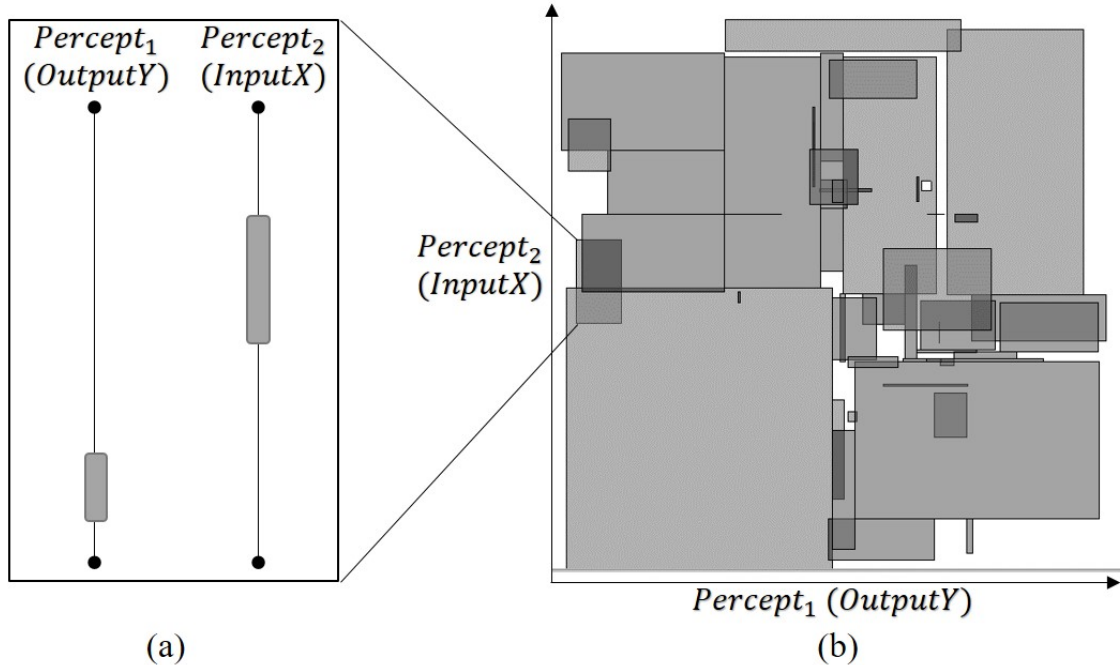 Percept₁
(OutputY)
Percept₂
(InputX)
Percept₂
(InputX)
Percept₁ (OutputY)
(a)
(b)